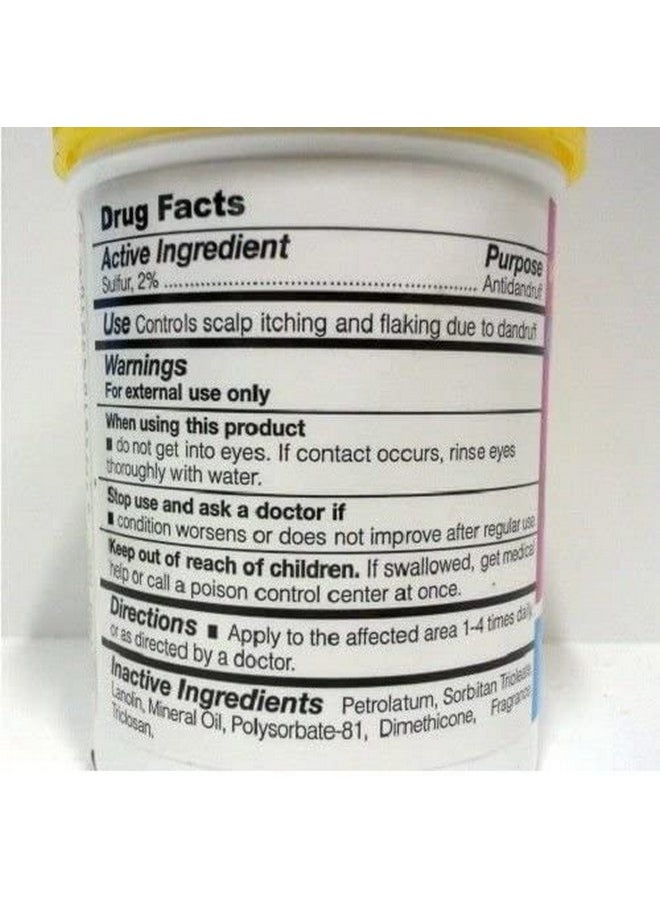 Drug Facts
Active Ingredient Purpose
Sulfur, 2% ........................................................ Antidandruff
Use Controls scalp itching and flaking due to dandruff
Warnings
For external use only
When using this product
■ do not get into eyes. If contact occurs, rinse eyes
thoroughly with water.
Stop use and ask a doctor if
■ condition worsens or does not improve after regular use
Keep out of reach of children. If swallowed, get medical
help or call a poison control center at once.
Directions ■ Apply to the affected area 1-4 times daily
or as directed by a doctor.
Inactive Ingredients Petrolatum, Sorbitan Trioleate
Lanolin, Mineral Oil, Polysorbate-81, Dimethicone, Fragrance
Triclosan.